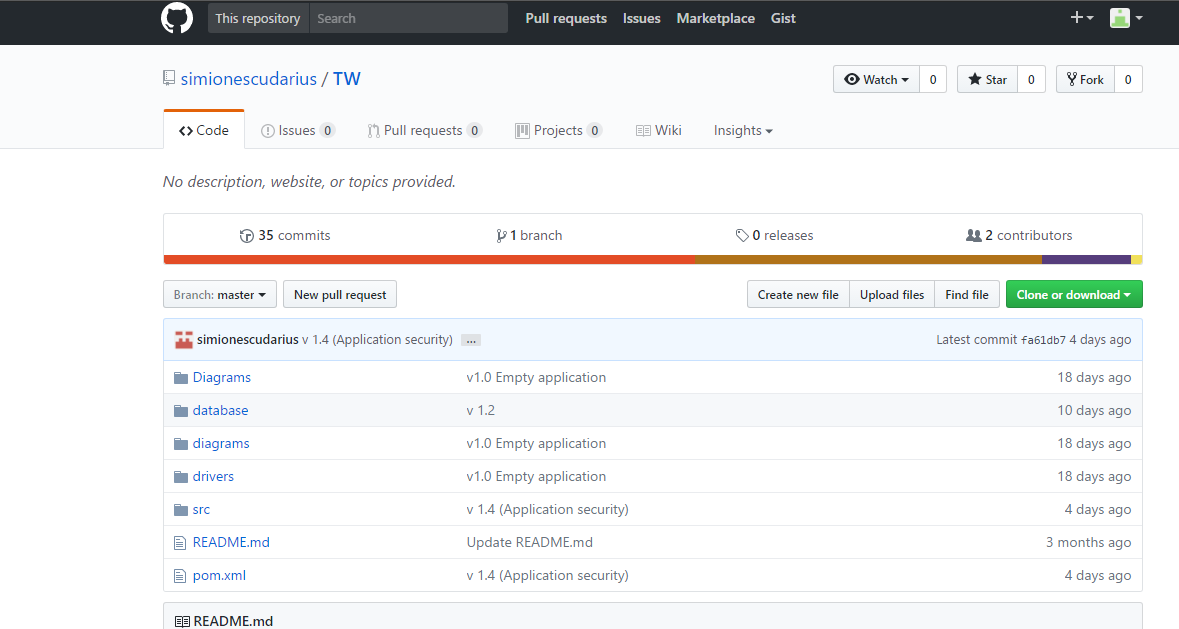 This repository Search Pull requests Issues Marketplace Gist
simionescudarius / TW Watch 0 Star 0 Fork 0
Code Issues 0 Pull requests 0 Projects 0 Wiki Insights
No description, website, or topics provided.
35 commits 1 branch 0 releases 2 contributors
Branch: master New pull request Create new file Upload files Find file Clone or download
simionescudarius v 1.4 (Application security) ... Latest commit fa61db7 4 days ago
Diagrams v1.0 Empty application 18 days ago
database v 1.2 10 days ago
diagrams v1.0 Empty application 18 days ago
drivers v1.0 Empty application 18 days ago
src v 1.4 (Application security) 4 days ago
README.md Update README.md 3 months ago
pom.xml v 1.4 (Application security) 4 days ago
README.md